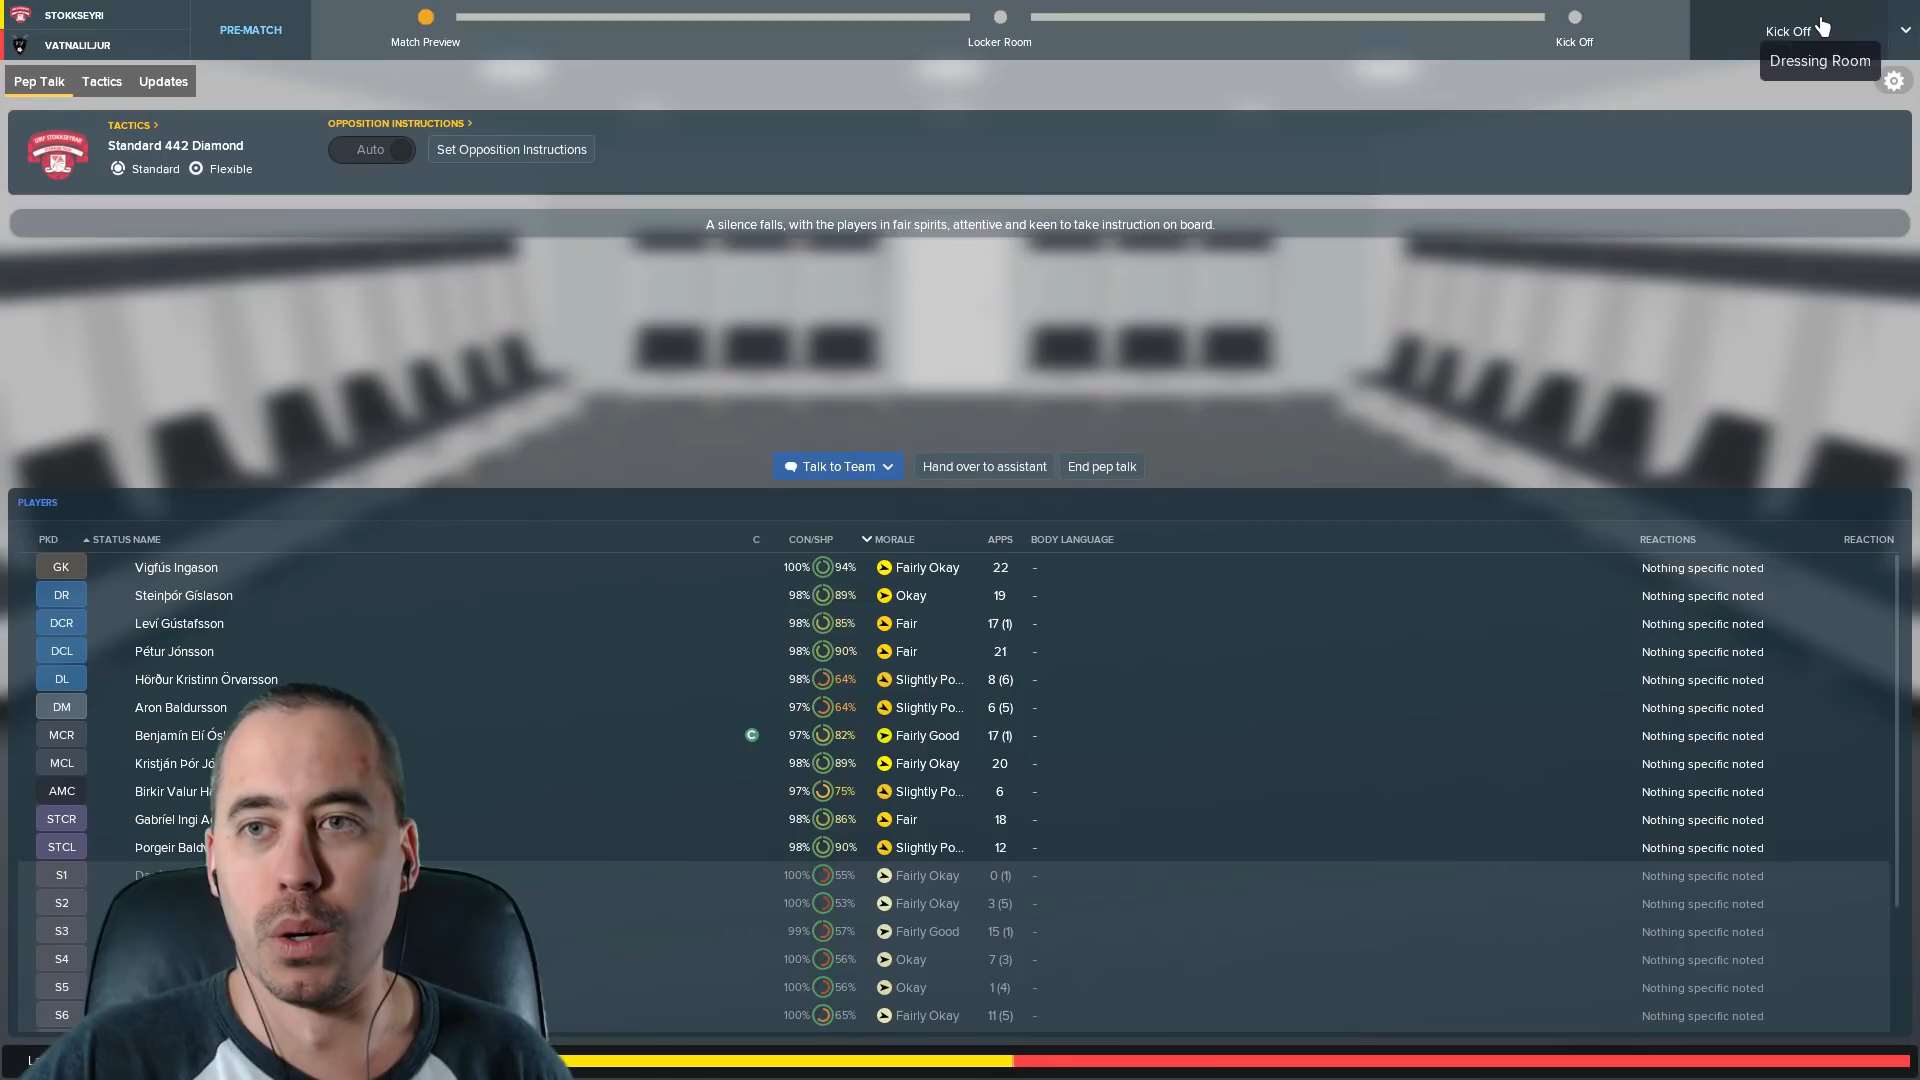 STOKKSEYRI
VATNALILJUR
PRE-MATCH
Match Preview
Locker Room
Kick Off
Kick Off
Dressing Room
Pep Talk Tactics Updates
TACTICS >
Standard 442 Diamond
Standard Flexible
OPPOSITION INSTRUCTIONS >
Auto Set Opposition Instructions
A silence falls, with the players in fair spirits, attentive and keen to take instruction on board.
Talk to Team Hand over to assistant End pep talk
PLAYERS
PKD STATUS NAME C CON/SHP MORALE APPS BODY LANGUAGE REACTIONS REACTION
GK Vigfús Ingason 100% 94% Fairly Okay 22 - Nothing specific noted
DR Steinþór Gíslason 98% 89% Okay 19 - Nothing specific noted
DCR Leví Gústafsson 98% 85% Fair 17 (1) - Nothing specific noted
DCL Pétur Jónsson 98% 90% Fair 21 - Nothing specific noted
DL Hörður Kristinn Örvarsson 98% 64% Slightly Po... 8 (6) - Nothing specific noted
DM Aron Baldursson 97% 64% Slightly Po... 6 (5) - Nothing specific noted
MCR Benjamín Elí C 97% 82% Fairly Good 17 (1) - Nothing specific noted
MCL Kristján Þór 98% 89% Fairly Okay 20 - Nothing specific noted
AMC Birkir Valur 97% 75% Slightly Po... 6 - Nothing specific noted
STCR Gabríel Ingi 98% 86% Fair 18 - Nothing specific noted
STCL Þorgeir 98% 90% Slightly Po... 12 - Nothing specific noted
S1 100% 55% Fairly Okay 0 (1) - Nothing specific noted
S2 100% 53% Fairly Okay 3 (5) - Nothing specific noted
S3 99% 57% Fairly Good 15 (1) - Nothing specific noted
S4 100% 56% Okay 7 (3) - Nothing specific noted
S5 100% 56% Okay 1 (4) - Nothing specific noted
S6 100% 65% Fairly Okay 11 (5) - Nothing specific noted